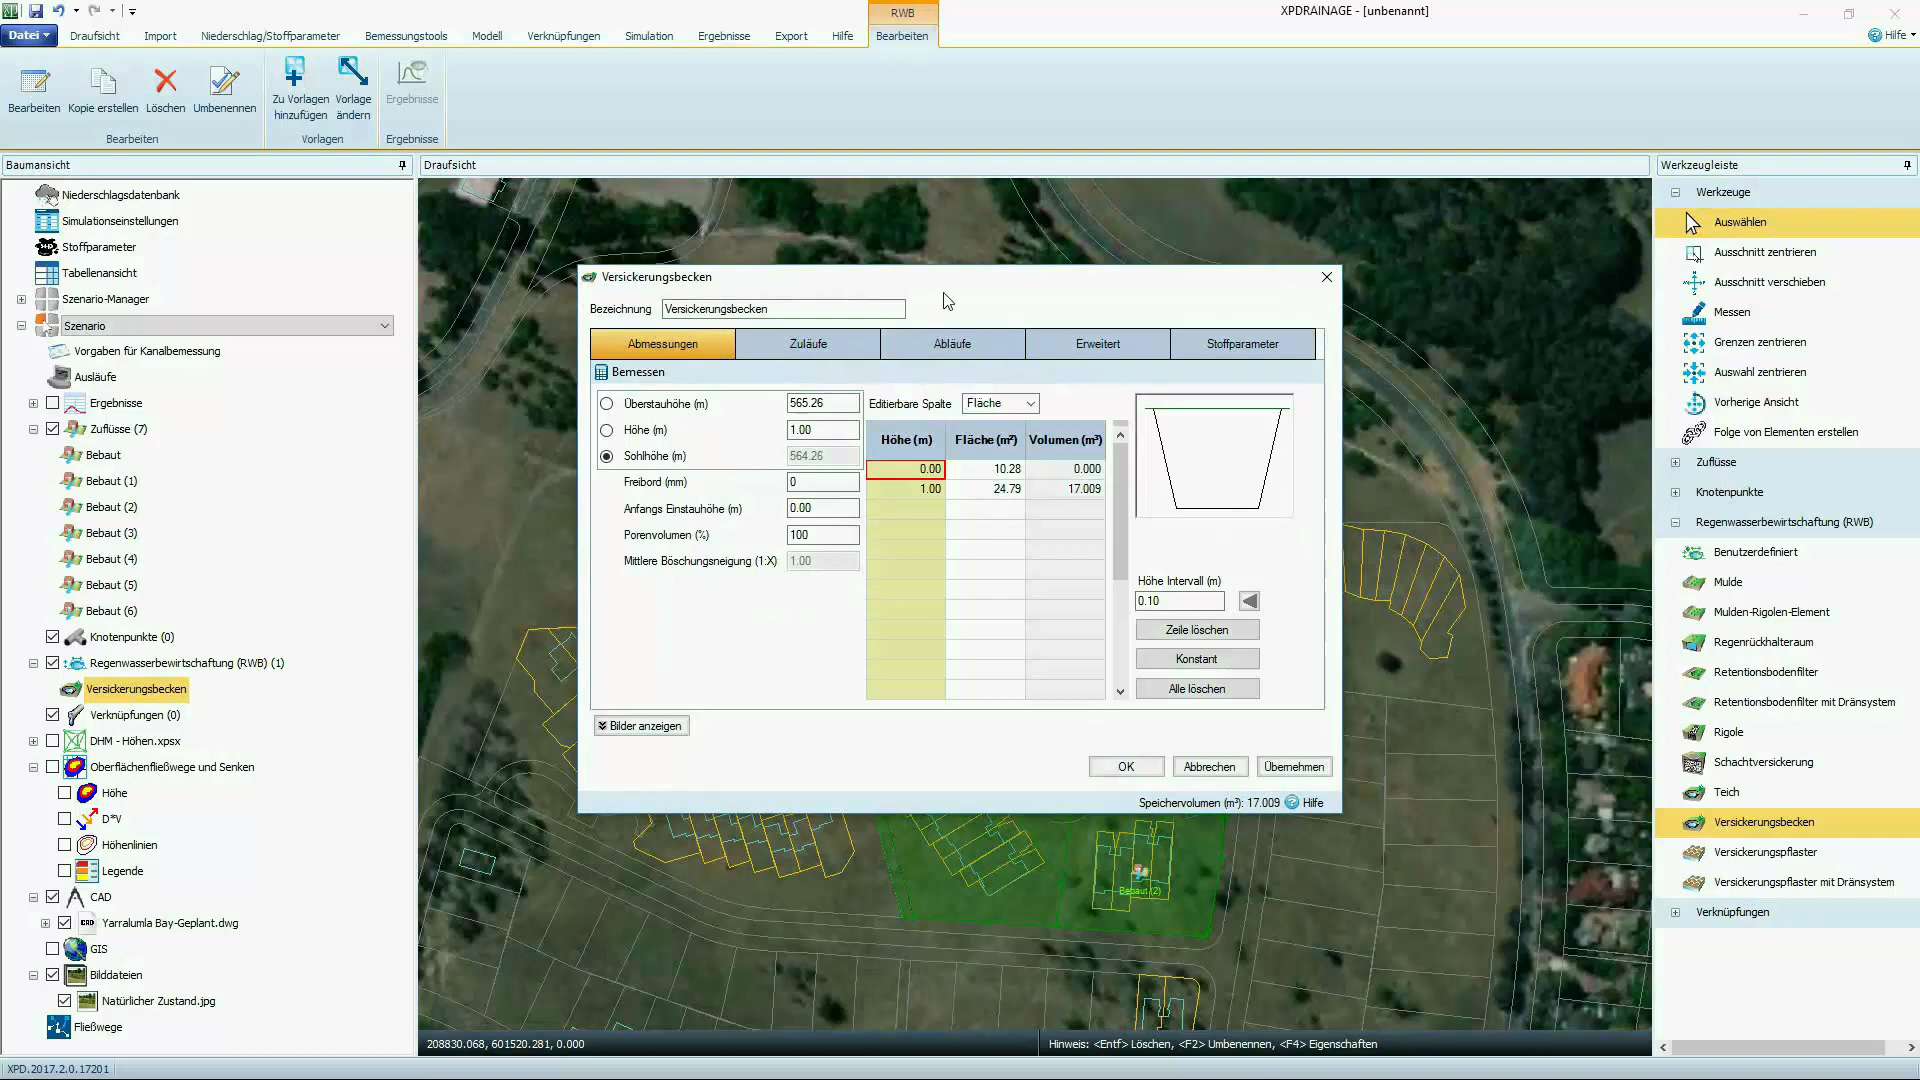 RWB
XPDRAINAGE - [unbenannt]
Datei Draufsicht Import Niederschlag/Stoffparameter Bemessungstools Modell Verknüpfungen Simulation Ergebnisse Export Hilfe Bearbeiten Hilfe
Bearbeiten Kopie erstellen Löschen Umbenennen Zu Vorlagen hinzufügen Vorlage ändern Ergebnisse
Bearbeiten Vorlagen Ergebnisse
Baumansicht
Niederschlagsdatenbank
Simulationseinstellungen
Stoffparameter
Tabellenansicht
Szenario-Manager
Szenario
Vorgaben für Kanalbemessung
Ausläufe
Ergebnisse
Zuflüsse (7)
Bebaut
Bebaut (1)
Bebaut (2)
Bebaut (3)
Bebaut (4)
Bebaut (5)
Bebaut (6)
Knotenpunkte (0)
Regenwasserbewirtschaftung (RWB) (1)
Versickerungsbecken
Verknüpfungen (0)
DHM - Höhen.xpsx
Oberflächenfließwege und Senken
Höhe
D*V
Höhenlinien
Legende
CAD
CAD Yarralumla Bay-Geplant.dwg
GIS
Bilddateien
Natürlicher Zustand.jpg
Fließwege
Draufsicht
Versickerungsbecken
Bezeichnung Versickerungsbecken
Abmessungen Zuläufe Abläufe Erweitert Stoffparameter
Bemessen
Überstauhöhe (m) 565.26
Höhe (m) 1.00
Sohlhöhe (m) 564.26
Freibord (mm) 0
Anfangs Einstauhöhe (m) 0.00
Porenvolumen (%) 100
Mittlere Böschungsneigung (1:X) 1.00
Editierbare Spalte Fläche
Höhe (m) Fläche (m²) Volumen (m³)
0.00 10.28 0.000
1.00 24.79 17.009
Höhe Intervall (m)
0.10
Zeile löschen
Konstant
Alle löschen
Bilder anzeigen
OK Abbrechen Übernehmen
Speichervolumen (m³): 17.009 Hilfe
Bebaut (2)
208830.068, 601520.281, 0.000
Hinweis: <Entf> Löschen, <F2> Umbenennen, <F4> Eigenschaften
Werkzeugleiste
Werkzeuge
Auswählen
Ausschnitt zentrieren
Ausschnitt verschieben
Messen
Grenzen zentrieren
Auswahl zentrieren
Vorherige Ansicht
Folge von Elementen erstellen
Zuflüsse
Knotenpunkte
Regenwasserbewirtschaftung (RWB)
Benutzerdefiniert
Mulde
Mulden-Rigolen-Element
Regenrückhalteraum
Retentionsbodenfilter
Retentionsbodenfilter mit Dränsystem
Rigole
Schachtversickerung
Teich
Versickerungsbecken
Versickerungspflaster
Versickerungspflaster mit Dränsystem
Verknüpfungen
XPD.2017.2.0.17201